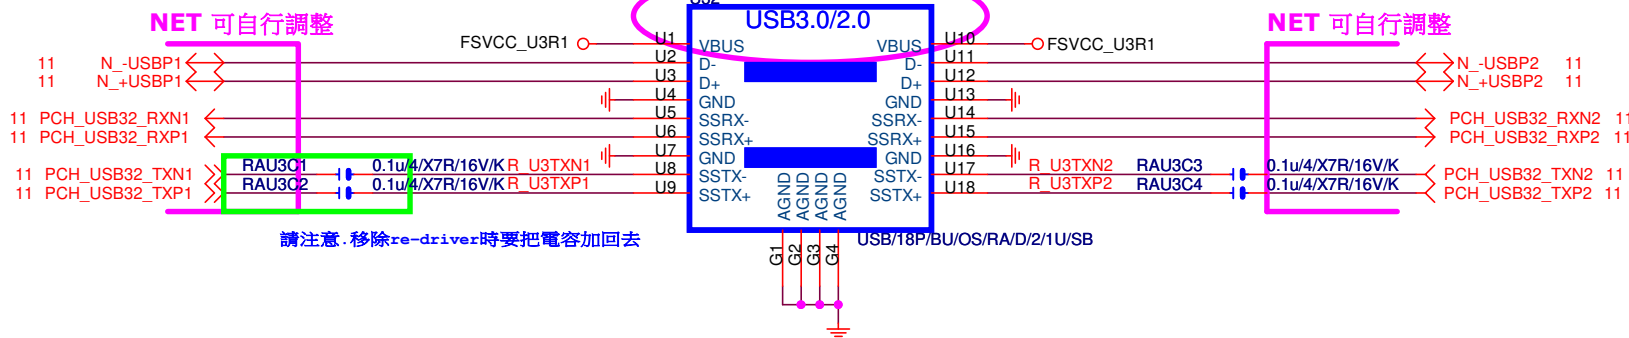 NET 可自行調整
USB3.0/2.0
NET 可自行調整
FSVCC_U3R1 U1 VBUS VBUS U10 FSVCC_U3R1
11 N_-USBP1 U2 D- D- U11 N_-USBP2 11
11 N_+USBP1 U3 D+ D+ U12 N_+USBP2 11
U4 GND GND U13
11 PCH_USB32_RXN1 U5 SSRX- SSRX- U14 PCH_USB32_RXN2 11
11 PCH_USB32_RXP1 U6 SSRX+ SSRX+ U15 PCH_USB32_RXP2 11
U7 GND GND U16
11 PCH_USB32_TXN1 RAU3C1 0.1u/4/X7R/16V/K R_U3TXN1 U8 SSTX- SSTX- U17 R_U3TXN2 RAU3C3 0.1u/4/X7R/16V/K PCH_USB32_TXN2 11
11 PCH_USB32_TXP1 RAU3C2 0.1u/4/X7R/16V/K R_U3TXP1 U9 SSTX+ SSTX+ U18 R_U3TXP2 RAU3C4 0.1u/4/X7R/16V/K PCH_USB32_TXP2 11
AGND AGND AGND AGND
請注意.移除re-driver時要把電容加回去
USB/18P/BU/OS/RA/D/2/1U/SB
G1 G2 G3 G4